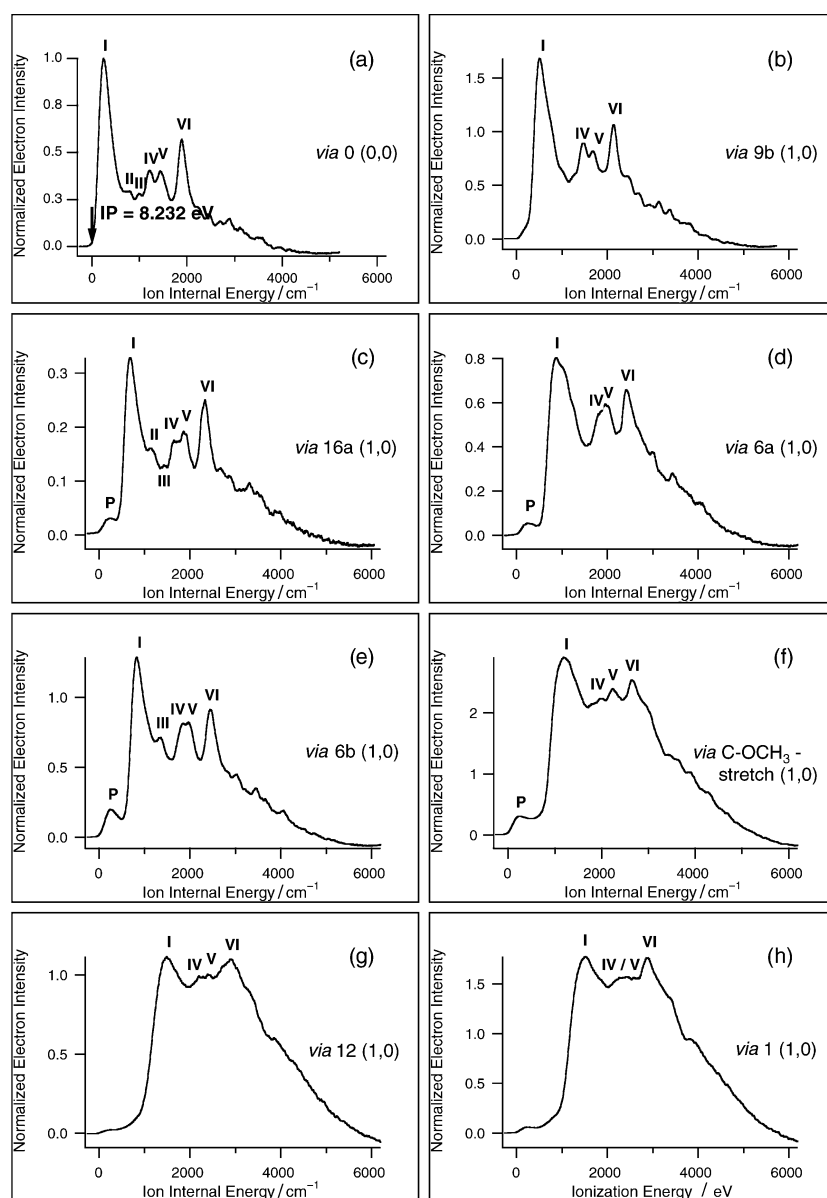 Normalized Electron Intensity
1.0
0.8
0.5
0.3
0.0
I
II
III
IV
V
VI
(a)
via 0 (0,0)
IP = 8.232 eV
0
2000
4000
6000
Ion Internal Energy / cm⁻¹
Normalized Electron Intensity
1.5
1.0
0.5
0.0
I
IV
V
VI
(b)
via 9b (1,0)
0
2000
4000
6000
Ion Internal Energy / cm⁻¹
Normalized Electron Intensity
0.3
0.2
0.1
0.0
P
I
II
III
IV
V
VI
(c)
via 16a (1,0)
0
2000
4000
6000
Ion Internal Energy / cm⁻¹
Normalized Electron Intensity
0.8
0.6
0.4
0.2
0.0
P
I
IV
V
VI
(d)
via 6a (1,0)
0
2000
4000
6000
Ion Internal Energy / cm⁻¹
Normalized Electron Intensity
1.0
0.5
0.0
P
I
III
IV
V
VI
(e)
via 6b (1,0)
0
2000
4000
6000
Ion Internal Energy / cm⁻¹
Normalized Electron Intensity
2
1
0
P
I
IV
V
VI
(f)
via C-OCH₃ -
stretch (1,0)
0
2000
4000
6000
Ion Internal Energy / cm⁻¹
Normalized Electron Intensity
1.0
0.5
0.0
I
IV
V
VI
(g)
via 12 (1,0)
0
2000
4000
6000
Ion Internal Energy / cm⁻¹
Normalized Electron Intensity
1.5
1.0
0.5
0.0
I
IV / V
VI
(h)
via 1 (1,0)
0
2000
4000
6000
Ionization Energy / eV